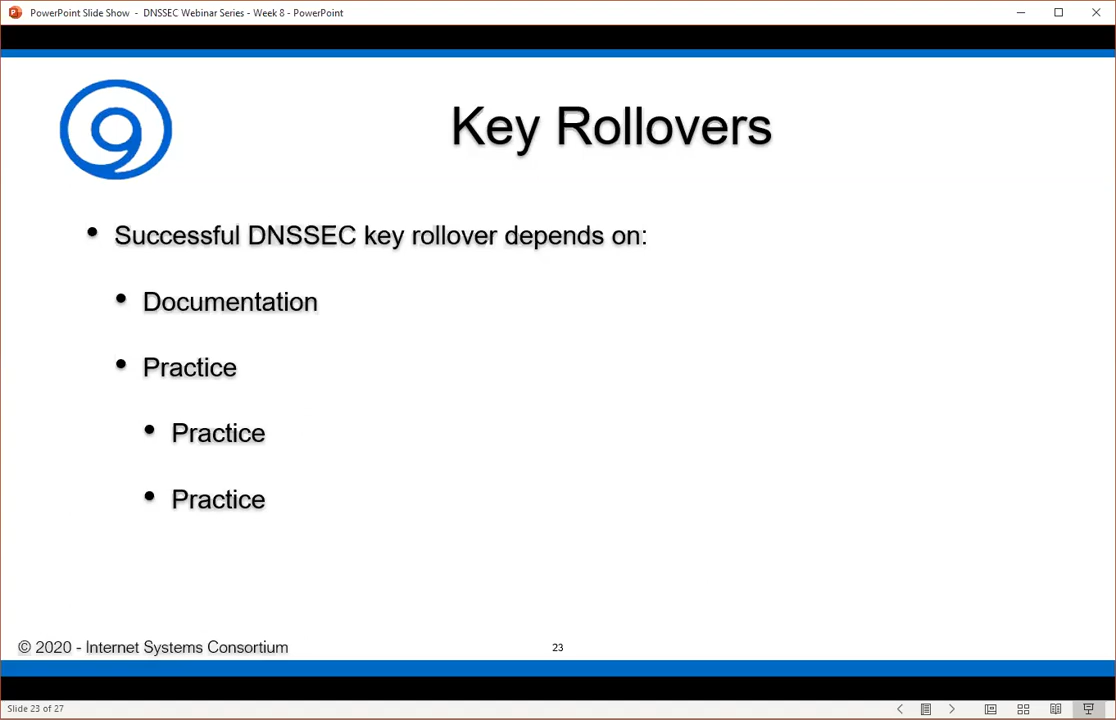 PowerPoint Slide Show - DNSSEC Webinar Series - Week 8 - PowerPoint
Key Rollovers
• Successful DNSSEC key rollover depends on:
• Documentation
• Practice
• Practice
• Practice
© 2020 - Internet Systems Consortium
23
Slide 23 of 27